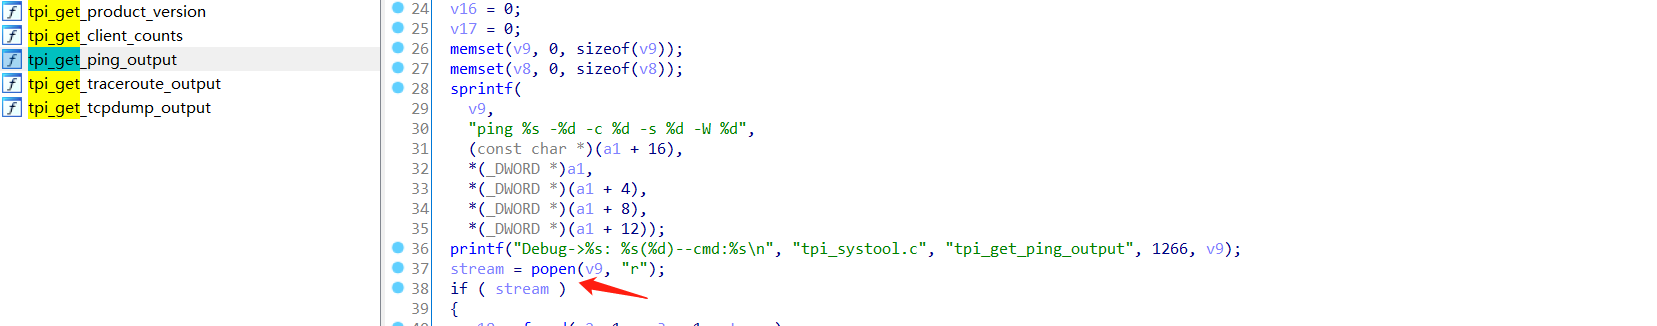 tpi_get_product_version
tpi_get_client_counts
tpi_get_ping_output
tpi_get_traceroute_output
tpi_get_tcpdump_output
24 v16 = 0;
25 v17 = 0;
26 memset(v9, 0, sizeof(v9));
27 memset(v8, 0, sizeof(v8));
28 sprintf(
29 v9,
30 "ping %s -%d -c %d -s %d -W %d",
31 (const char *)(a1 + 16),
32 *(_DWORD *)a1,
33 *(_DWORD *)(a1 + 4),
34 *(_DWORD *)(a1 + 8),
35 *(_DWORD *)(a1 + 12));
36 printf("Debug->%s: %s(%d)--cmd:%s\n", "tpi_systool.c", "tpi_get_ping_output", 1266, v9);
37 stream = popen(v9, "r");
38 if ( stream )
39 {